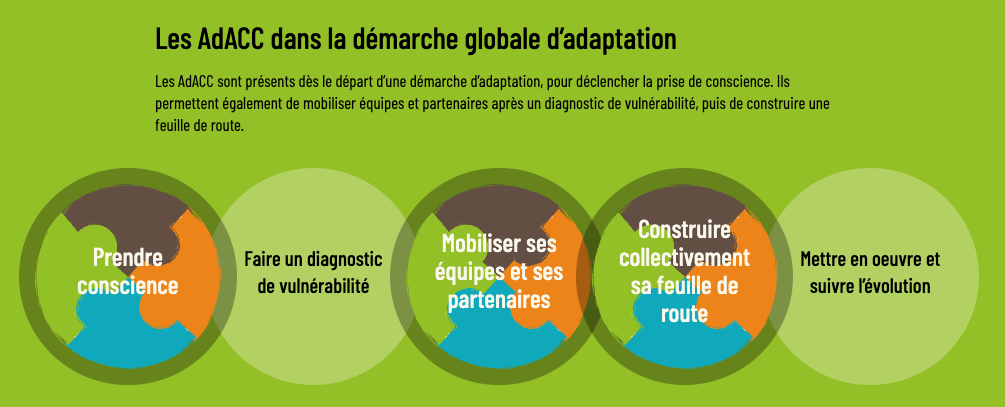 Les AdACC dans la démarche globale d'adaptation
Les AdACC sont présents dès le départ d'une démarche d'adaptation, pour déclencher la prise de conscience. Ils
permettent également de mobiliser équipes et partenaires après un diagnostic de vulnérabilité, puis de construire une
feuille de route.
Prendre
conscience
Faire un diagnostic
de vulnérabilité
Mobiliser ses
équipes et ses
partenaires
Construire
collectivement
sa feuille de
route
Mettre en oeuvre et
suivre l'évolution